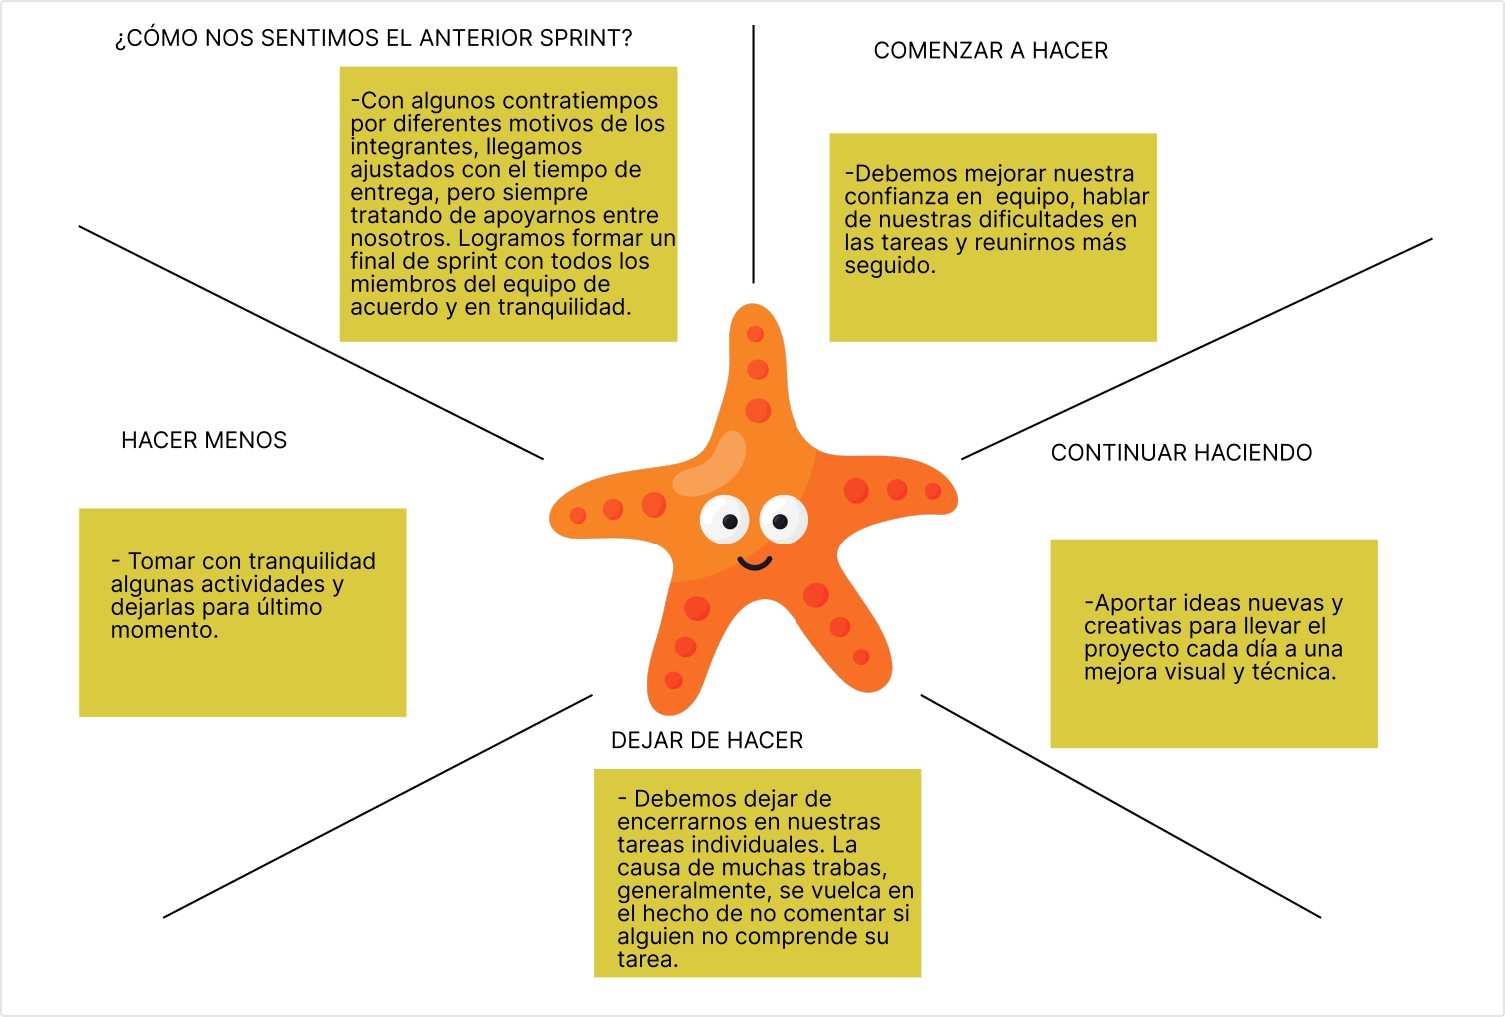 ¿CÓMO NOS SENTIMOS EL ANTERIOR SPRINT?
-Con algunos contratiempos
por diferentes motivos de los
integrantes, llegamos
ajustados con el tiempo de
entrega, pero siempre
tratando de apoyarnos entre
nosotros. Logramos formar un
final de sprint con todos los
miembros del equipo de
acuerdo y en tranquilidad.
COMENZAR A HACER
-Debemos mejorar nuestra
confianza en  equipo, hablar
de nuestras dificultades en
las tareas y reunirnos más
seguido.
HACER MENOS
- Tomar con tranquilidad
algunas actividades y
dejarlas para último
momento.
CONTINUAR HACIENDO
-Aportar ideas nuevas y
creativas para llevar el
proyecto cada día a una
mejora visual y técnica.
DEJAR DE HACER
- Debemos dejar de
encerrarnos en nuestras
tareas individuales. La
causa de muchas trabas,
generalmente, se vuelca en
el hecho de no comentar si
alguien no comprende su
tarea.